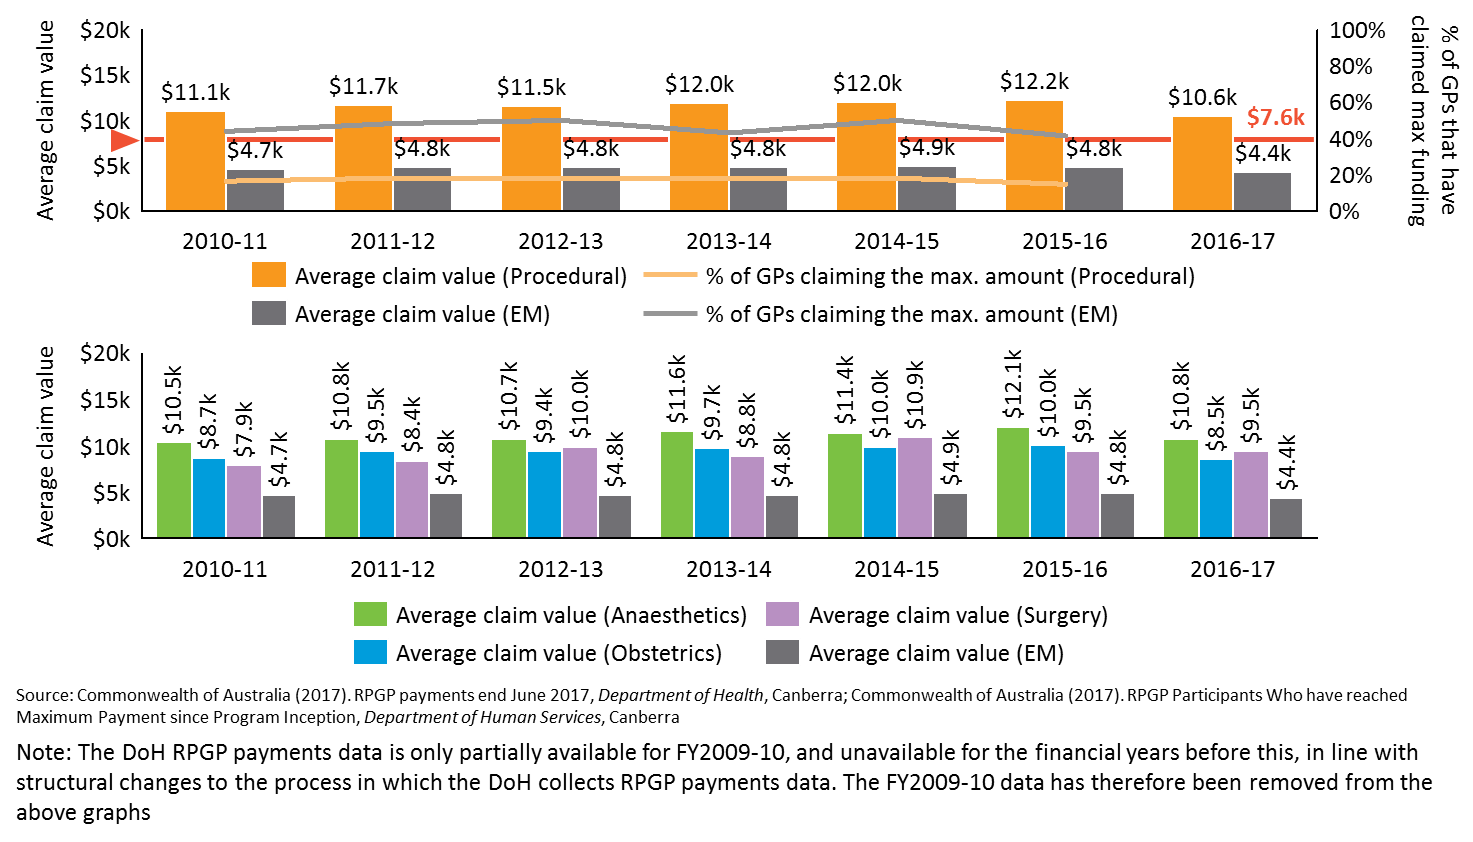 Average claim value
$20k
$15k
$10k
$5k
$0k
$11.1k
$4.7k
$11.7k
$4.8k
$11.5k
$4.8k
$12.0k
$4.8k
$12.0k
$4.9k
$12.2k
$4.8k
$10.6k
$4.4k
$7.6k
100%
80%
60%
40%
20%
0%
% of GPs that have
claimed max funding
2010-11 2011-12 2012-13 2013-14 2014-15 2015-16 2016-17
Average claim value (Procedural) % of GPs claiming the max. amount (Procedural)
Average claim value (EM) % of GPs claiming the max. amount (EM)
Average claim value
$20k
$15k
$10k
$5k
$0k
$10.5k
$8.7k
$7.9k
$4.7k
$10.8k
$9.5k
$8.4k
$4.8k
$10.7k
$9.4k
$10.0k
$4.8k
$11.6k
$9.7k
$8.8k
$4.8k
$11.4k
$10.0k
$10.9k
$4.9k
$12.1k
$10.0k
$9.5k
$4.8k
$10.8k
$8.5k
$9.5k
$4.4k
2010-11 2011-12 2012-13 2013-14 2014-15 2015-16 2016-17
Average claim value (Anaesthetics) Average claim value (Surgery)
Average claim value (Obstetrics) Average claim value (EM)
Source: Commonwealth of Australia (2017). RPGP payments end June 2017, Department of Health, Canberra; Commonwealth of Australia (2017). RPGP Participants Who have reached
Maximum Payment since Program Inception, Department of Human Services, Canberra
Note: The DoH RPGP payments data is only partially available for FY2009-10, and unavailable for the financial years before this, in line with
structural changes to the process in which the DoH collects RPGP payments data. The FY2009-10 data has therefore been removed from the
above graphs